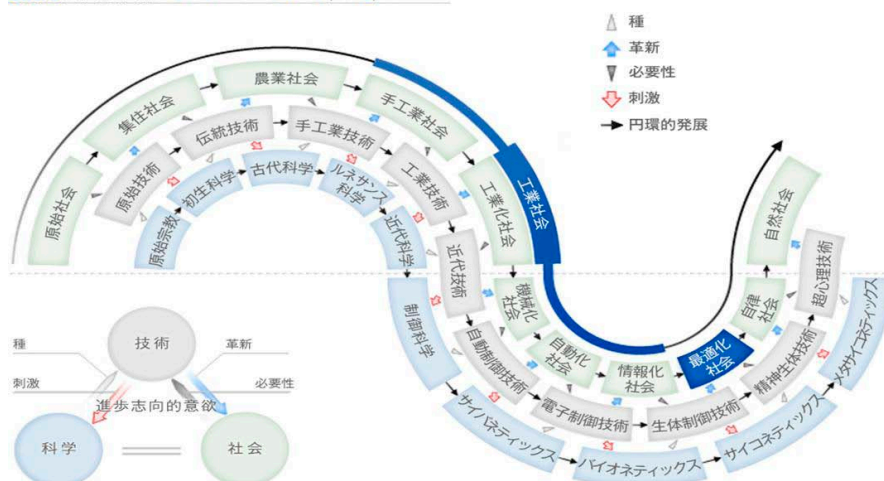 種
革新
必要性
刺激
円環的発展
原始社会
集住社会
農業社会
手工業社会
工業化社会
工業社会
機械化
社会
自動化
社会
情報化
社会
最適化
社会
自律
社会
自然社会
原始技術
伝統技術
手工業技術
工業技術
近代技術
自動制御技術
電子制御技術
生体制御技術
精神生体技術
超心理技術
原始宗教
初生科学
古代科学
ルネサンス
科学
近代科学
制御科学
サイバネティックス
バイオネティックス
サイコネティックス
メタサイコネティックス
技術
種
革新
刺激
必要性
進歩志向的意欲
科学
社会